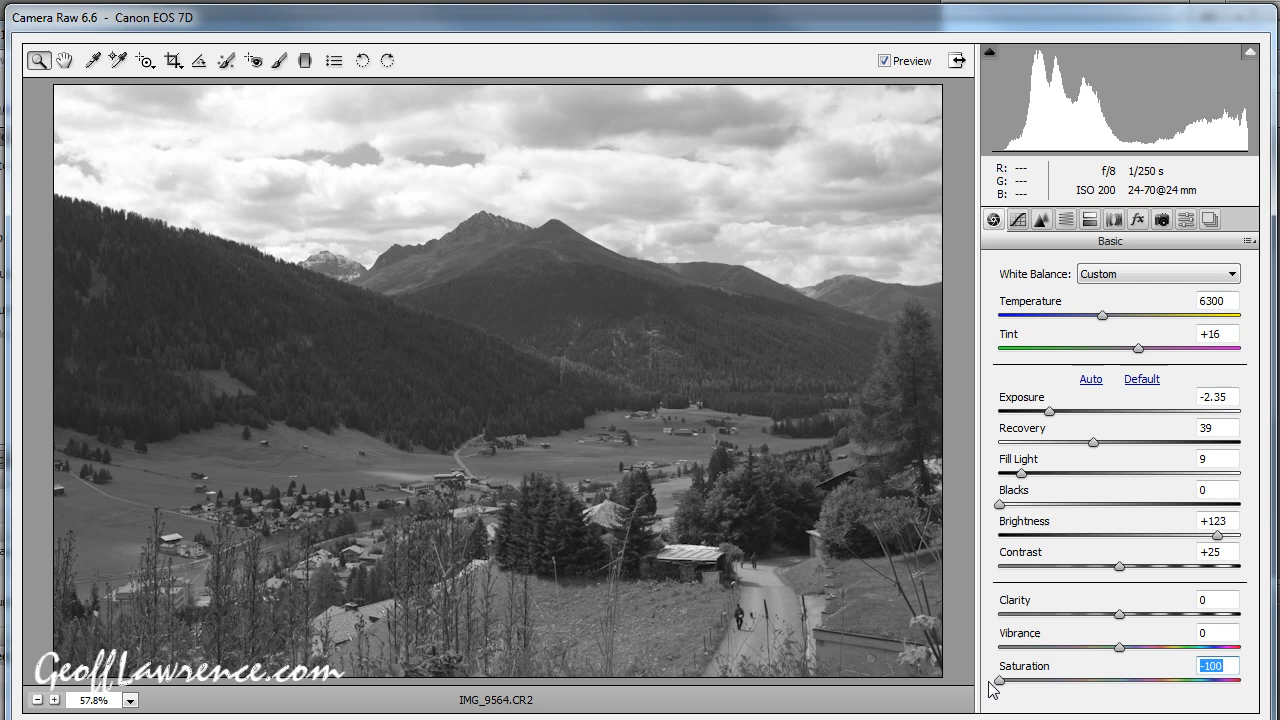 Camera Raw 6.6 - Canon EOS 7D
Preview
R: ---
G: ---
B: ---
f/8 1/250 s
ISO 200 24-70@24 mm
Basic
White Balance: Custom
Temperature 6300
Tint +16
Auto Default
Exposure -2.35
Recovery 39
Fill Light 9
Blacks 0
Brightness +123
Contrast +25
Clarity 0
Vibrance 0
Saturation -100
GeoffLawrence.com
57.8% IMG_9564.CR2